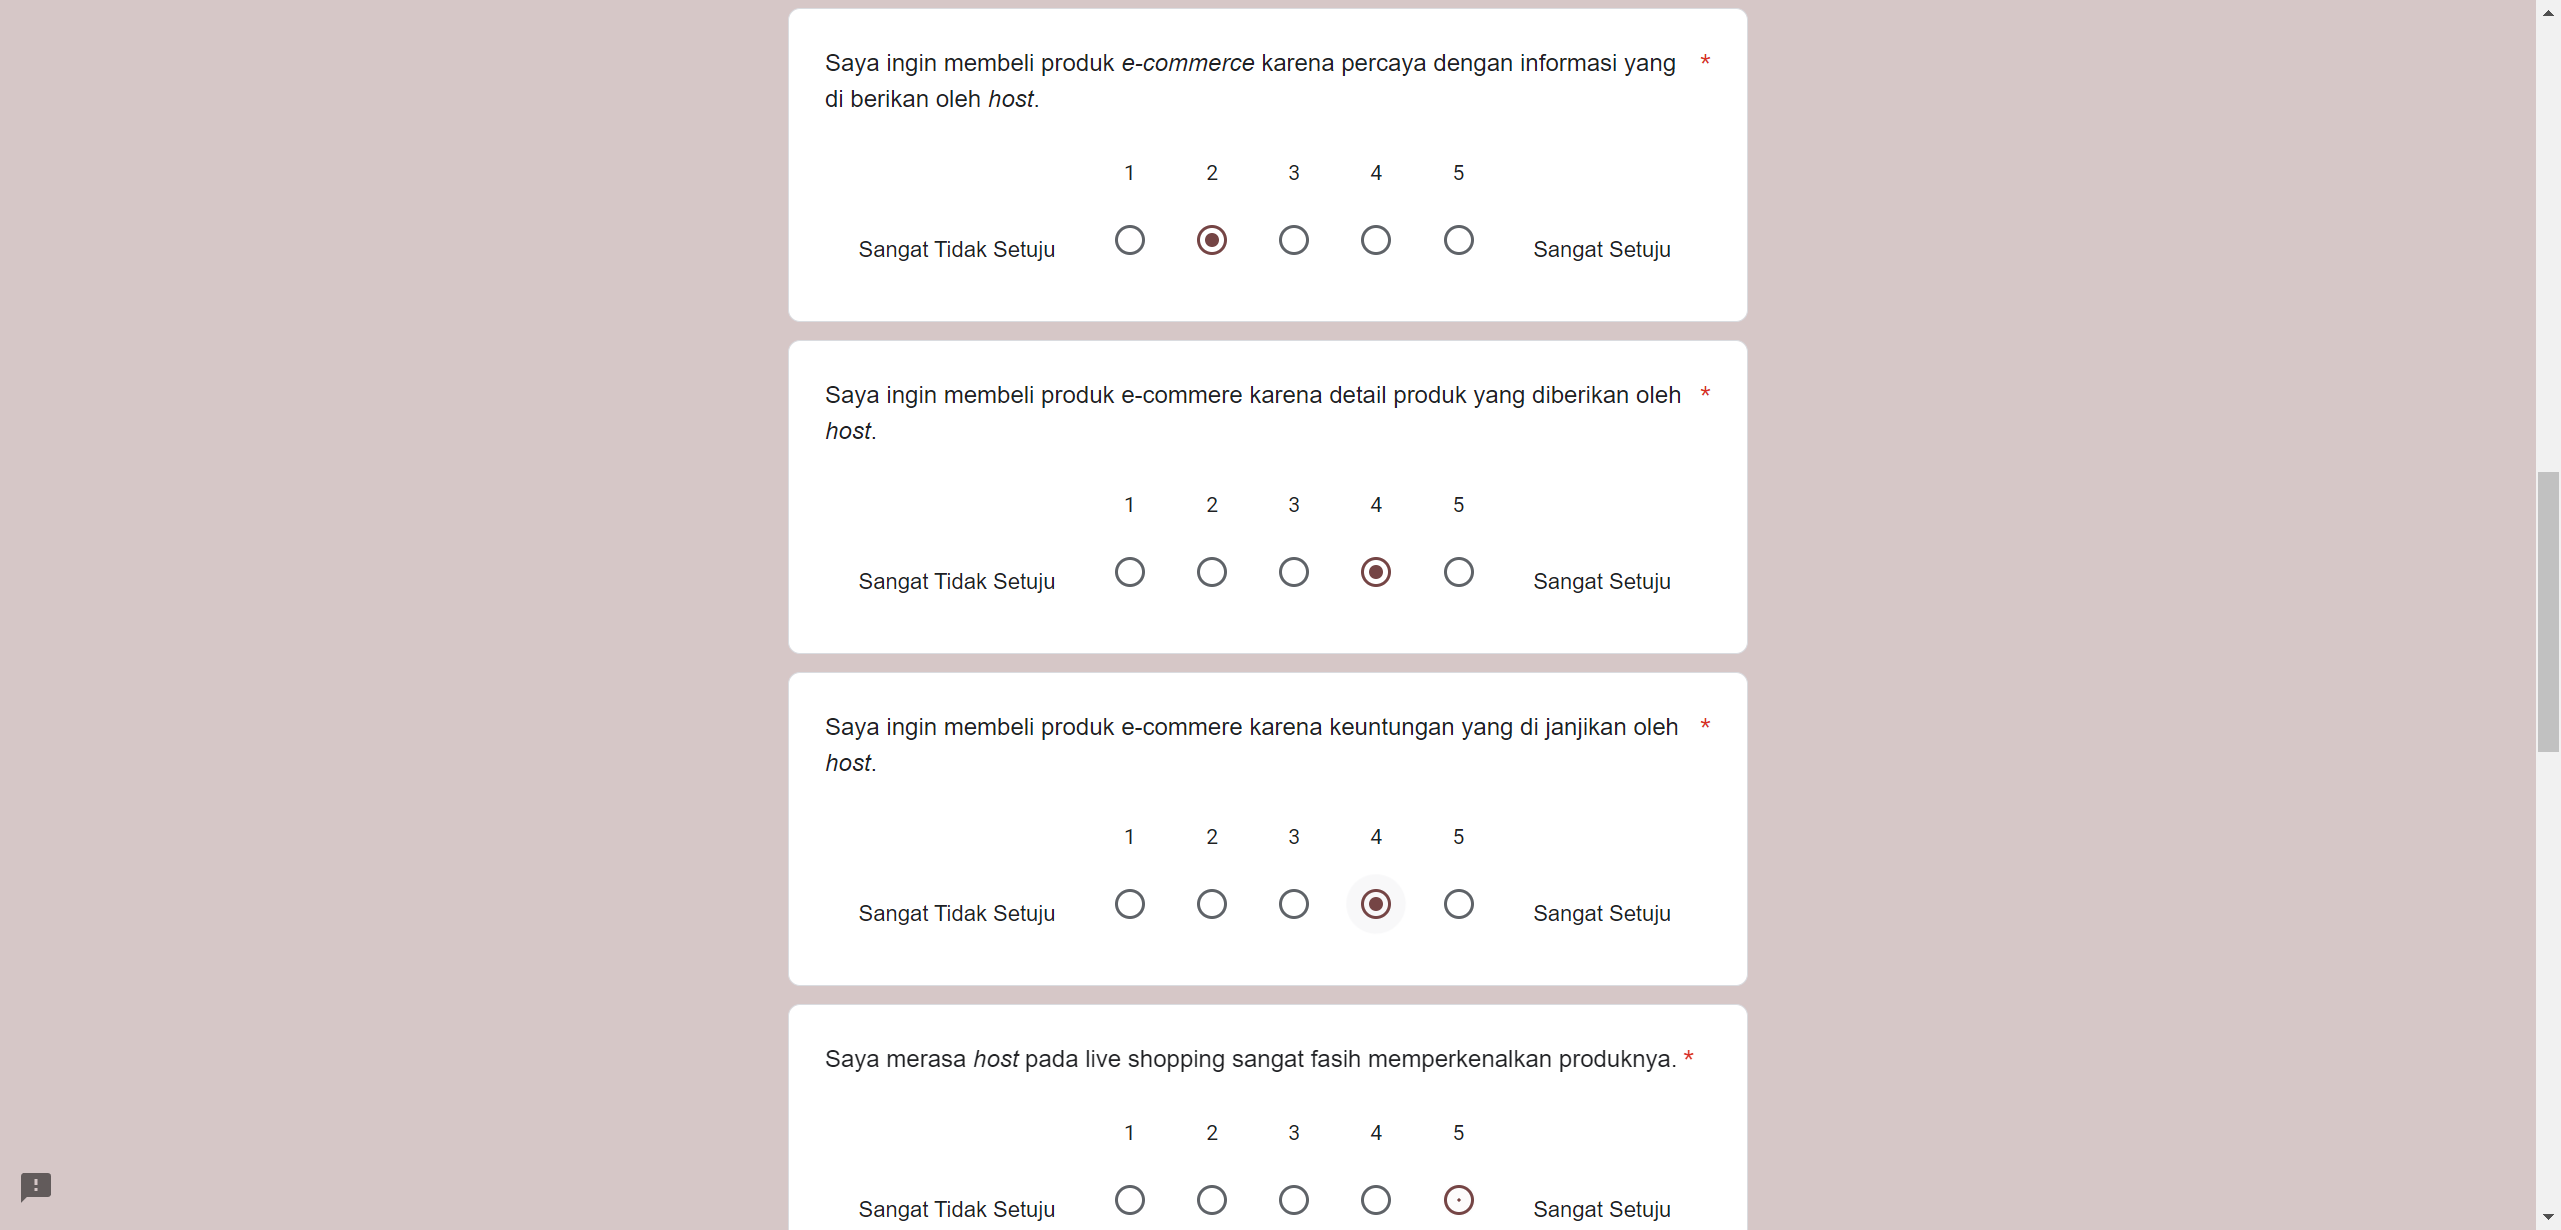 Saya ingin membeli produk e-commerce karena percaya dengan informasi yang *
di berikan oleh host.
1 2 3 4 5
Sangat Tidak Setuju Sangat Setuju
Saya ingin membeli produk e-commere karena detail produk yang diberikan oleh *
host.
1 2 3 4 5
Sangat Tidak Setuju Sangat Setuju
Saya ingin membeli produk e-commere karena keuntungan yang di janjikan oleh *
host.
1 2 3 4 5
Sangat Tidak Setuju Sangat Setuju
Saya merasa host pada live shopping sangat fasih memperkenalkan produknya. *
1 2 3 4 5
Sangat Tidak Setuju Sangat Setuju